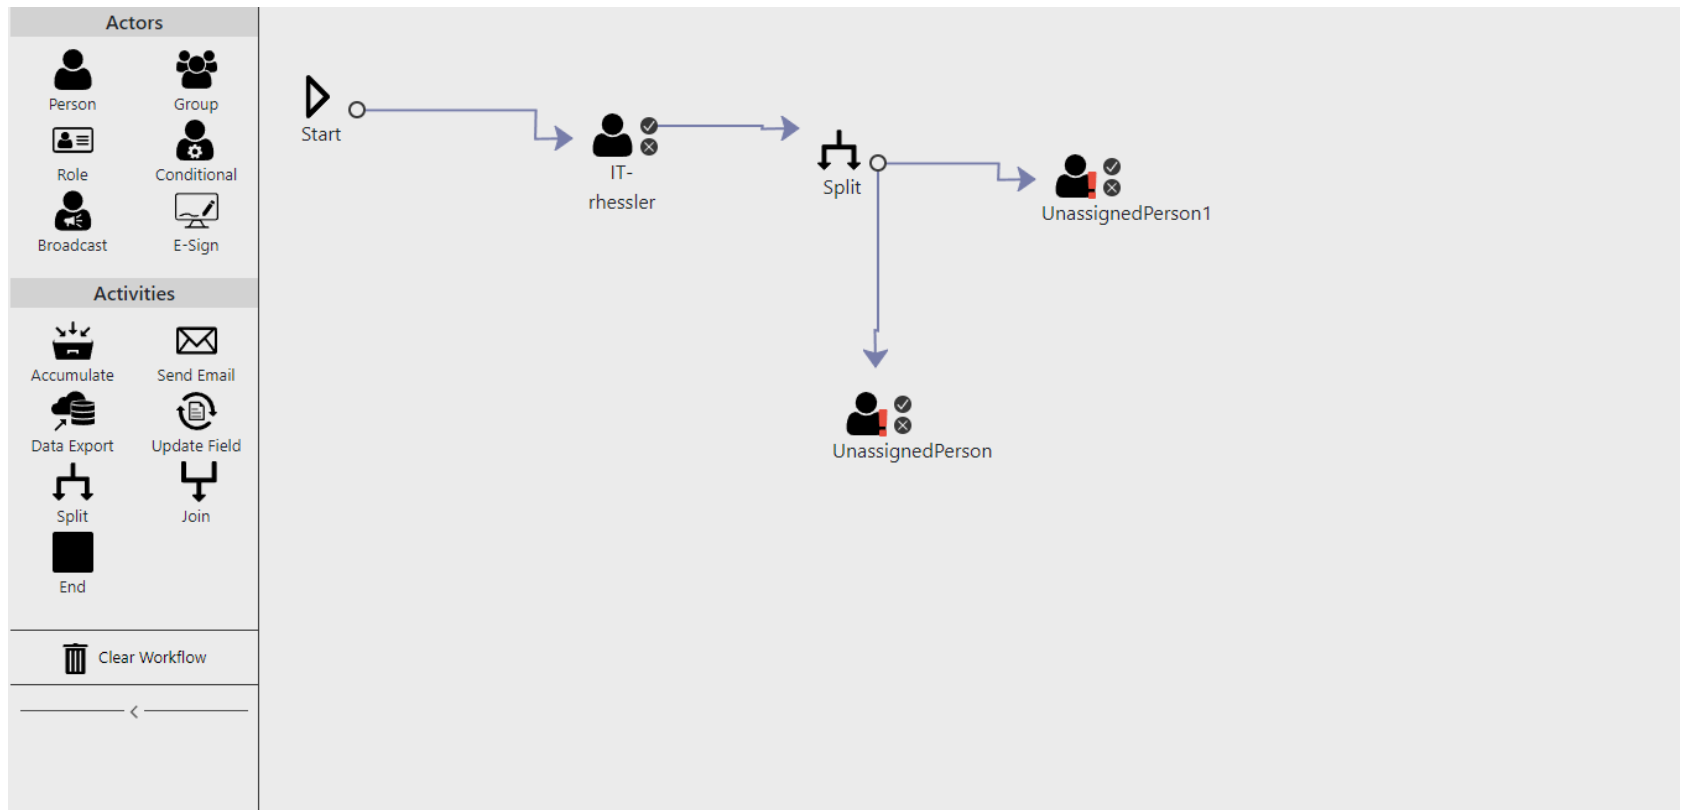 Actors
Person
Group
Role
Conditional
Broadcast
E-Sign
Activities
Accumulate
Send Email
Data Export
Update Field
Split
Join
End
Clear Workflow
Start
IT-
rhessler
Split
UnassignedPerson1
UnassignedPerson